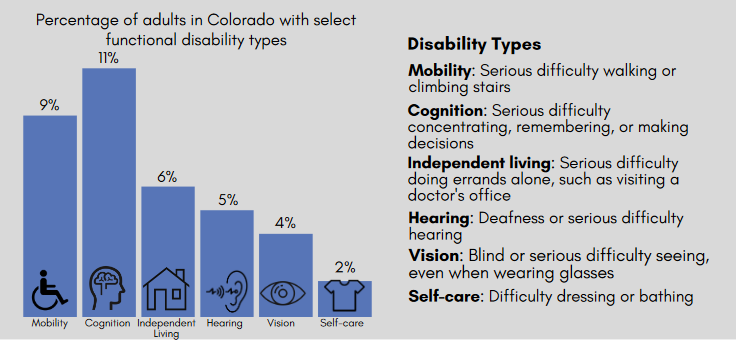 Percentage of adults in Colorado with select
functional disability types
11%
9%
6%
5%
4%
2%
Mobility
Cognition
Independent
Living
Hearing
Vision
Self-care
Disability Types
Mobility: Serious difficulty walking or
climbing stairs
Cognition: Serious difficulty
concentrating, remembering, or making
decisions
Independent living: Serious difficulty
doing errands alone, such as visiting a
doctor's office
Hearing: Deafness or serious difficulty
hearing
Vision: Blind or serious difficulty seeing,
even when wearing glasses
Self-care: Difficulty dressing or bathing